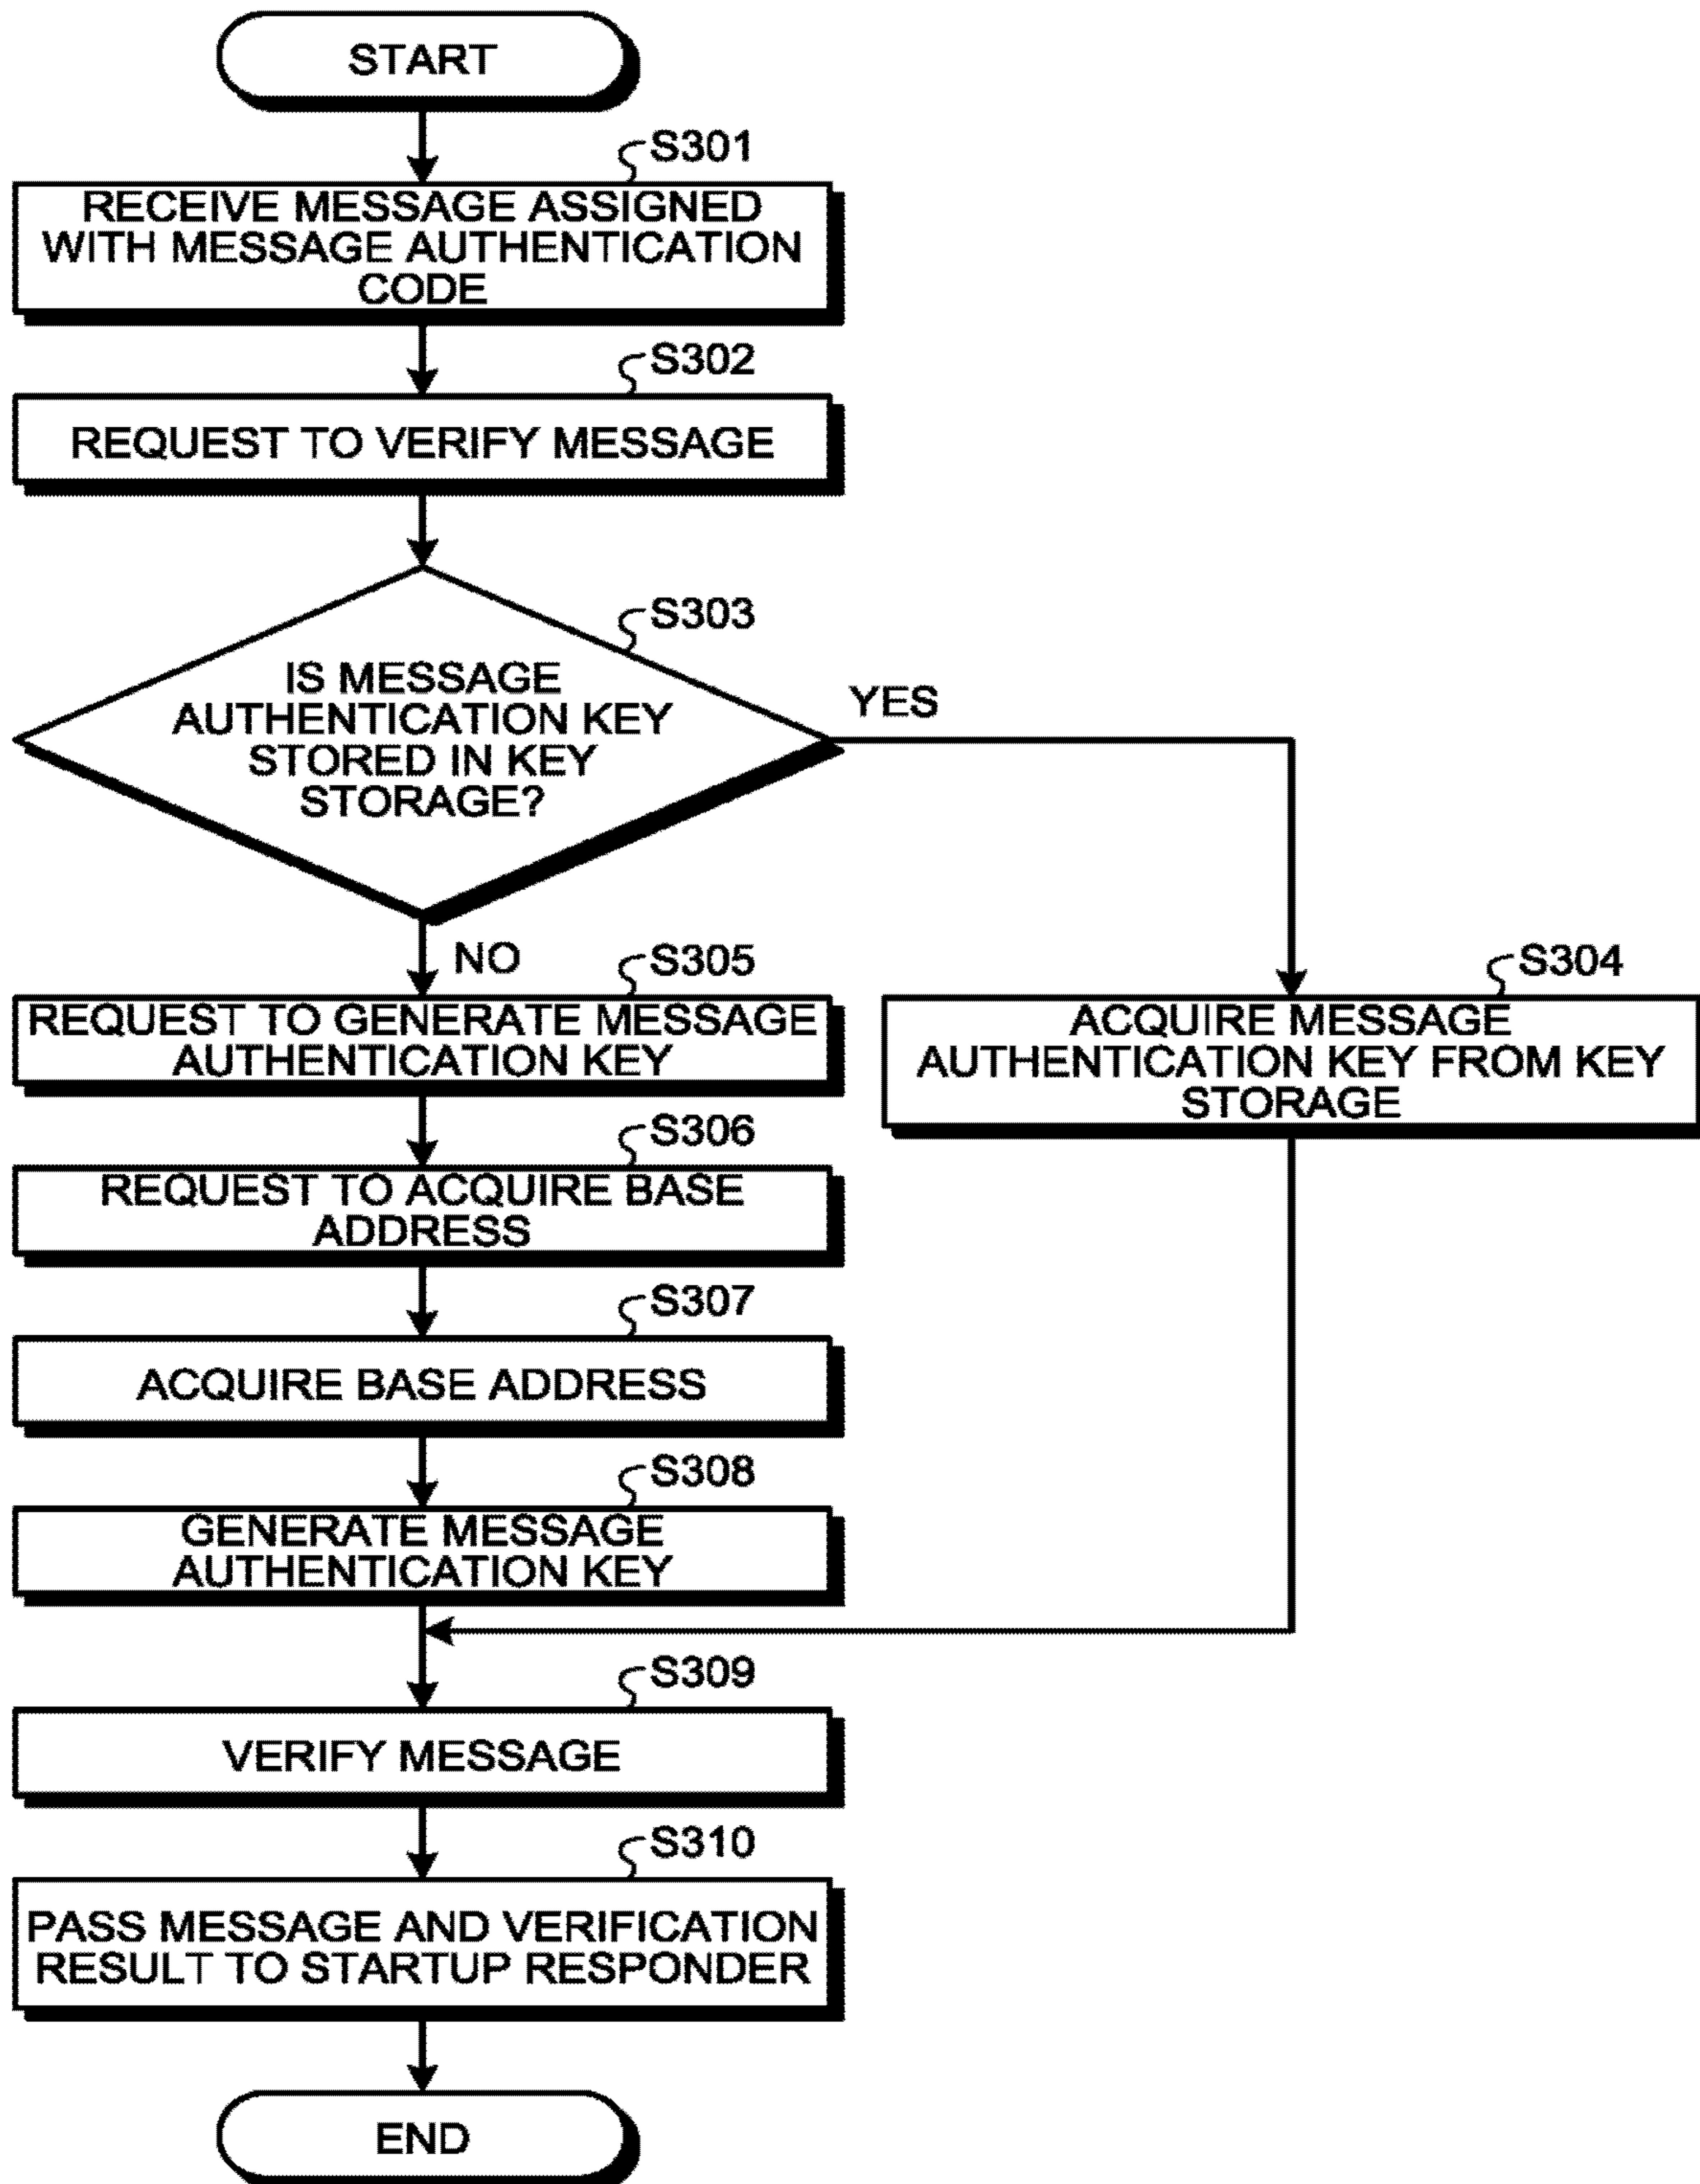 START
S301
RECEIVE MESSAGE ASSIGNED
WITH MESSAGE AUTHENTICATION
CODE
S302
REQUEST TO VERIFY MESSAGE
S303
IS MESSAGE
AUTHENTICATION KEY
STORED IN KEY
STORAGE?
YES
NO
S305
REQUEST TO GENERATE MESSAGE
AUTHENTICATION KEY
S304
ACQUIRE MESSAGE
AUTHENTICATION KEY FROM KEY
STORAGE
S306
REQUEST TO ACQUIRE BASE
ADDRESS
S307
ACQUIRE BASE ADDRESS
S308
GENERATE MESSAGE
AUTHENTICATION KEY
S309
VERIFY MESSAGE
S310
PASS MESSAGE AND VERIFICATION
RESULT TO STARTUP RESPONDER
END